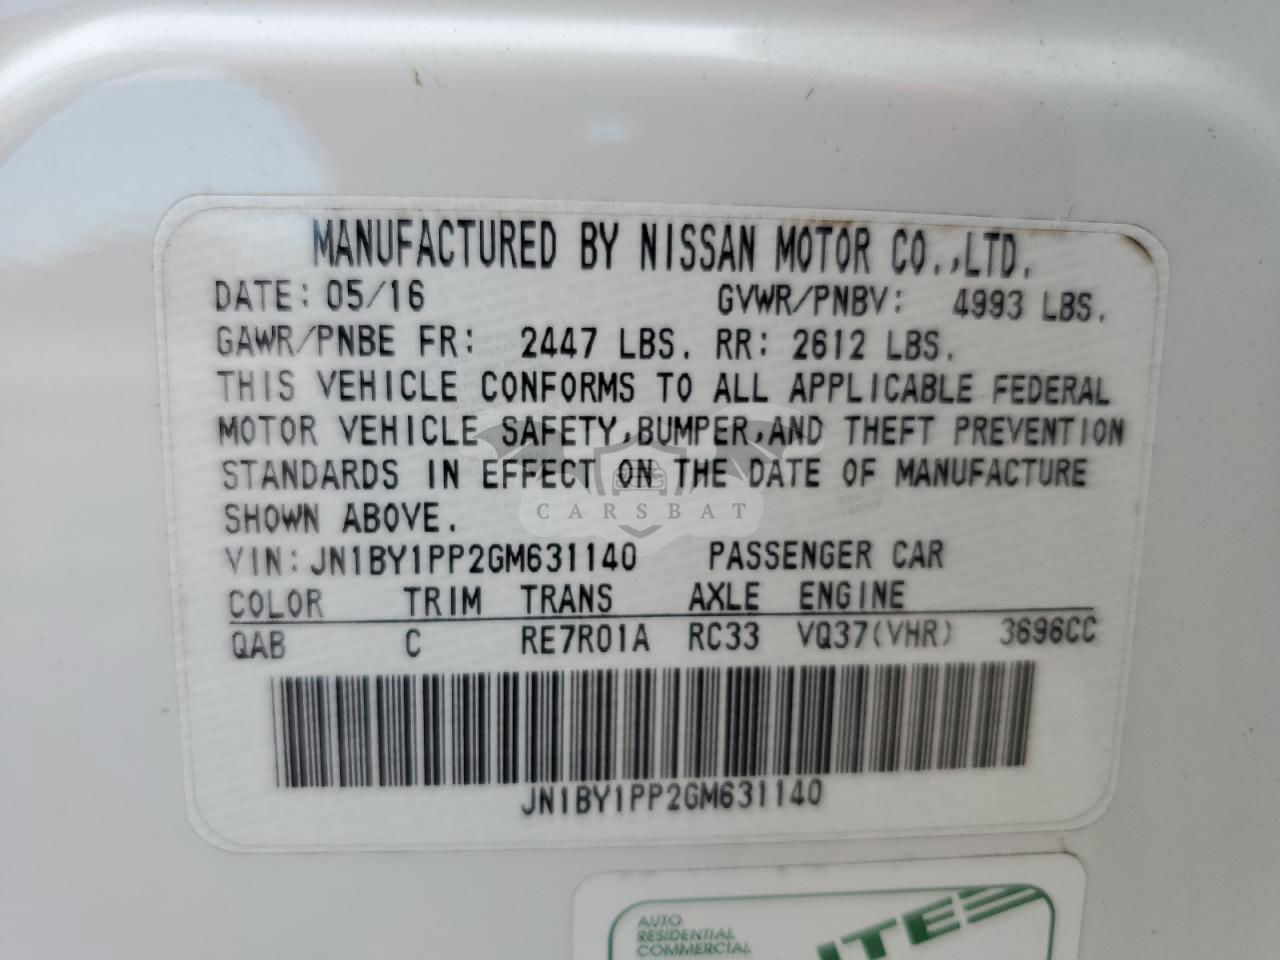 MANUFACTURED BY NISSAN MOTOR CO.,LTD.
DATE: 05/16 GVWR/PNBV: 4993 LBS.
GAWR/PNBE FR: 2447 LBS. RR: 2612 LBS.
THIS VEHICLE CONFORMS TO ALL APPLICABLE FEDERAL
MOTOR VEHICLE SAFETY,BUMPER,AND THEFT PREVENTION
STANDARDS IN EFFECT ON THE DATE OF MANUFACTURE
CARSBAT
SHOWN ABOVE.
VIN: JN1BY1PP2GM631140 PASSENGER CAR
COLOR TRIM TRANS AXLE ENGINE
QAB C RE7R01A RC33 VQ37(VHR) 3696CC
JN1BY1PP2GM631140
AUTO
RESIDENTIAL
COMMERCIAL